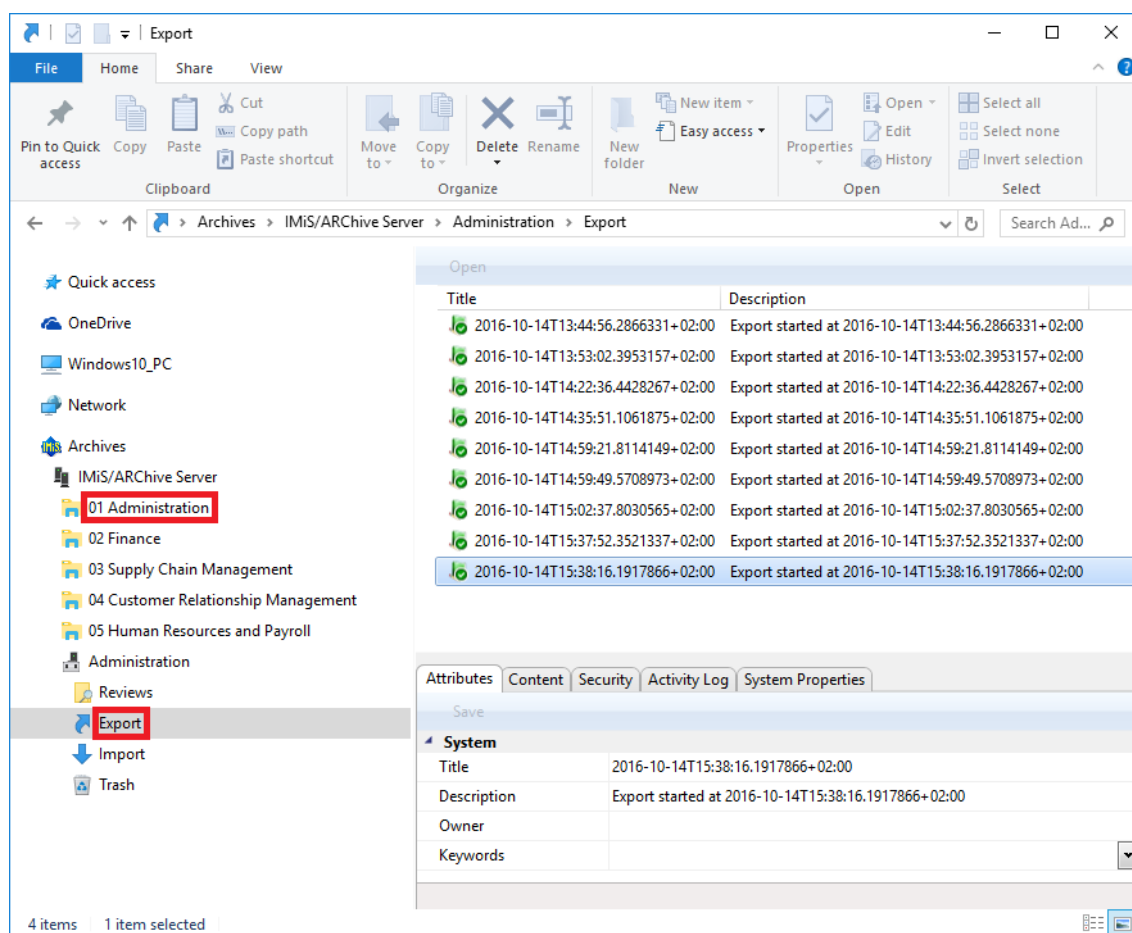 Export
File Home Share View
Pin to Quick access
Copy
Paste
Cut
Copy path
Paste shortcut
Clipboard
Move to
Copy to
Delete
Rename
Organize
New folder
New item
Easy access
New
Properties
Open
Edit
History
Open
Select all
Select none
Invert selection
Select
Archives > IMiS/ARChive Server > Administration > Export
Search Ad...
Quick access
OneDrive
Windows10_PC
Network
IMiS Archives
IMiS/ARChive Server
01 Administration
02 Finance
03 Supply Chain Management
04 Customer Relationship Management
05 Human Resources and Payroll
Administration
Reviews
Export
Import
Trash
Open
Title Description
2016-10-14T13:44:56.2866331+02:00 Export started at 2016-10-14T13:44:56.2866331+02:00
2016-10-14T13:53:02.3953157+02:00 Export started at 2016-10-14T13:53:02.3953157+02:00
2016-10-14T14:22:36.4428267+02:00 Export started at 2016-10-14T14:22:36.4428267+02:00
2016-10-14T14:35:51.1061875+02:00 Export started at 2016-10-14T14:35:51.1061875+02:00
2016-10-14T14:59:21.8114149+02:00 Export started at 2016-10-14T14:59:21.8114149+02:00
2016-10-14T14:59:49.5708973+02:00 Export started at 2016-10-14T14:59:49.5708973+02:00
2016-10-14T15:02:37.8030565+02:00 Export started at 2016-10-14T15:02:37.8030565+02:00
2016-10-14T15:37:52.3521337+02:00 Export started at 2016-10-14T15:37:52.3521337+02:00
2016-10-14T15:38:16.1917866+02:00 Export started at 2016-10-14T15:38:16.1917866+02:00
Attributes Content Security Activity Log System Properties
Save
System
Title 2016-10-14T15:38:16.1917866+02:00
Description Export started at 2016-10-14T15:38:16.1917866+02:00
Owner
Keywords
4 items 1 item selected